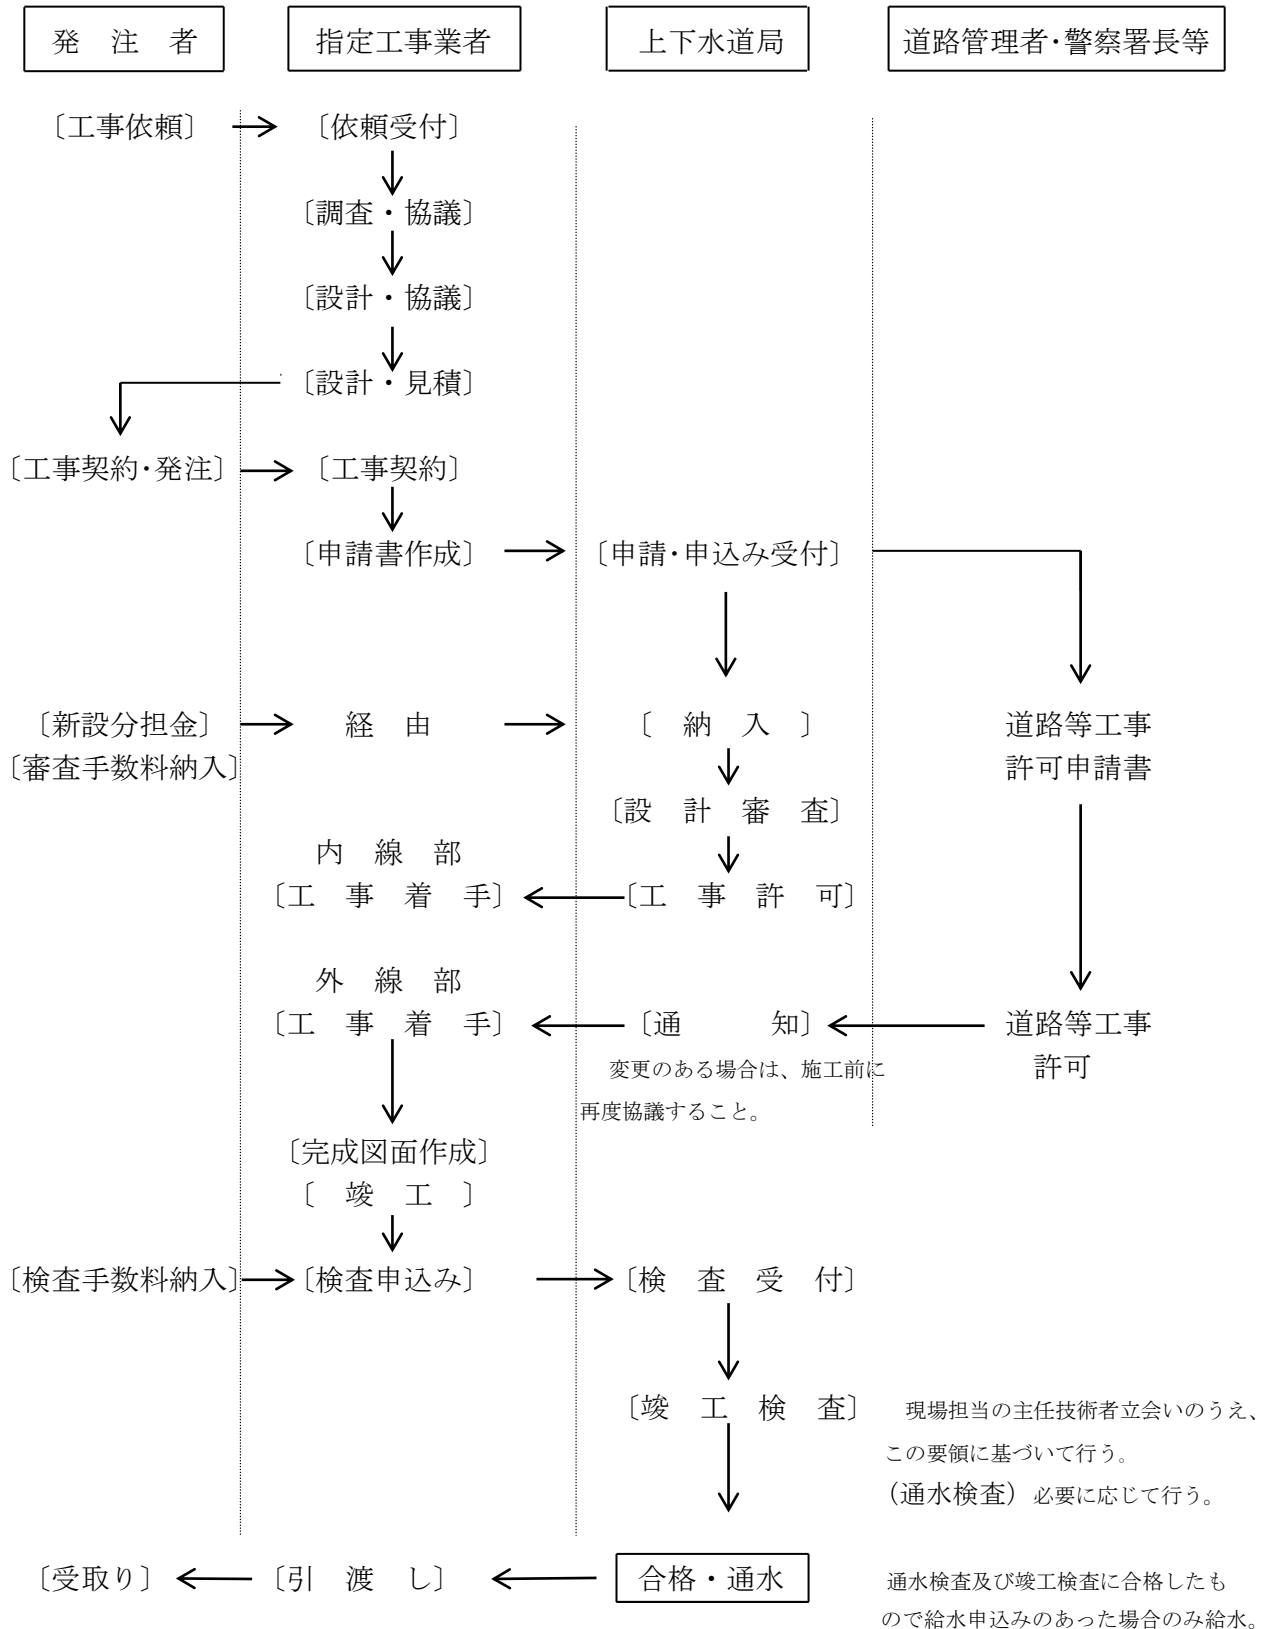 発　注　者
指定工事業者
上下水道局
道路管理者・警察署長等
〔工事依頼〕
〔依頼受付〕
〔調査・協議〕
〔設計・協議〕
〔設計・見積〕
〔工事契約・発注〕
〔工事契約〕
〔申請書作成〕
〔申請・申込み受付〕
〔新設分担金〕
経　由
〔　納　入　〕
道路等工事
〔審査手数料納入〕
許可申請書
〔設　計　審　査〕
内　線　部
〔工　事　着　手〕
〔工　事　許　可〕
外　線　部
〔工　事　着　手〕
〔通　　　知〕
道路等工事
許可
変更のある場合は、施工前に
再度協議すること。
〔完成図面作成〕
〔　竣　工　〕
〔検査手数料納入〕
〔検査申込み〕
〔検　査　受　付〕
〔竣　工　検　査〕
現場担当の主任技術者立会いのうえ、
この要領に基づいて行う。
（通水検査）必要に応じて行う。
〔受取り〕
〔引　渡　し〕
合格・通水
通水検査及び竣工検査に合格したも
ので給水申込みのあった場合のみ給水。